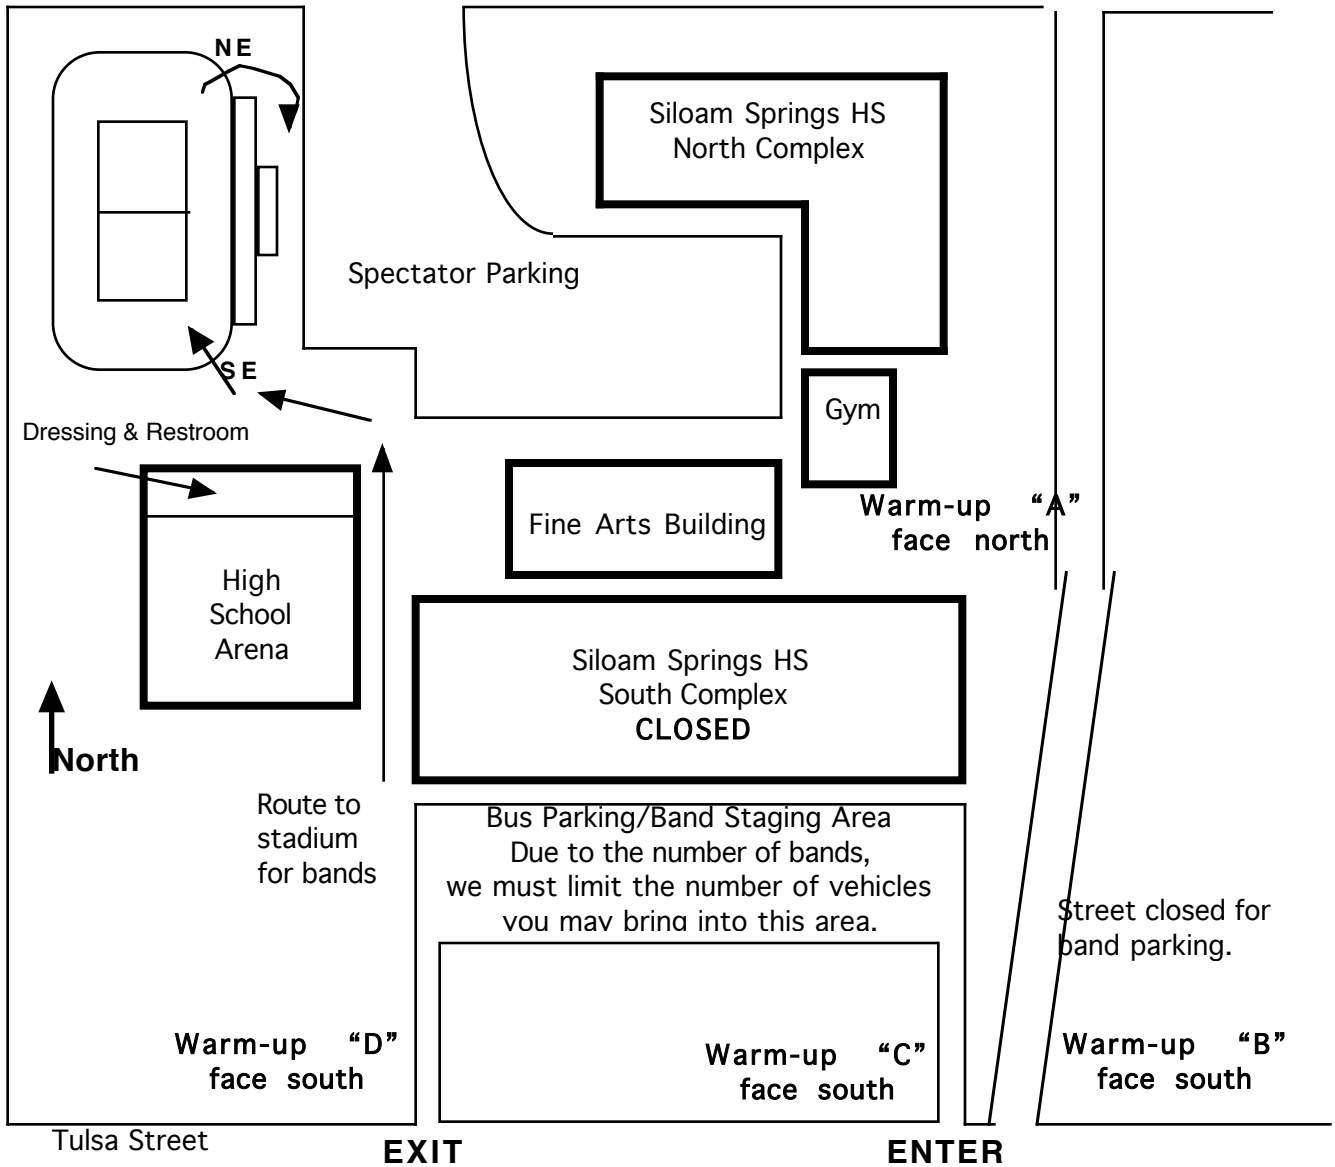 NE
Siloam Springs HS
North Complex
Spectator Parking
SE
Gym
Dressing & Restroom
Warm-up “A”
face north
Fine Arts Building
High
School
Arena
Siloam Springs HS
South Complex
CLOSED
North
Route to
stadium
for bands
Bus Parking/Band Staging Area
Due to the number of bands,
we must limit the number of vehicles
you may bring into this area.
Street closed for
band parking.
Warm-up “D”
face south
Warm-up “C”
face south
Warm-up “B”
face south
Tulsa Street
EXIT
ENTER